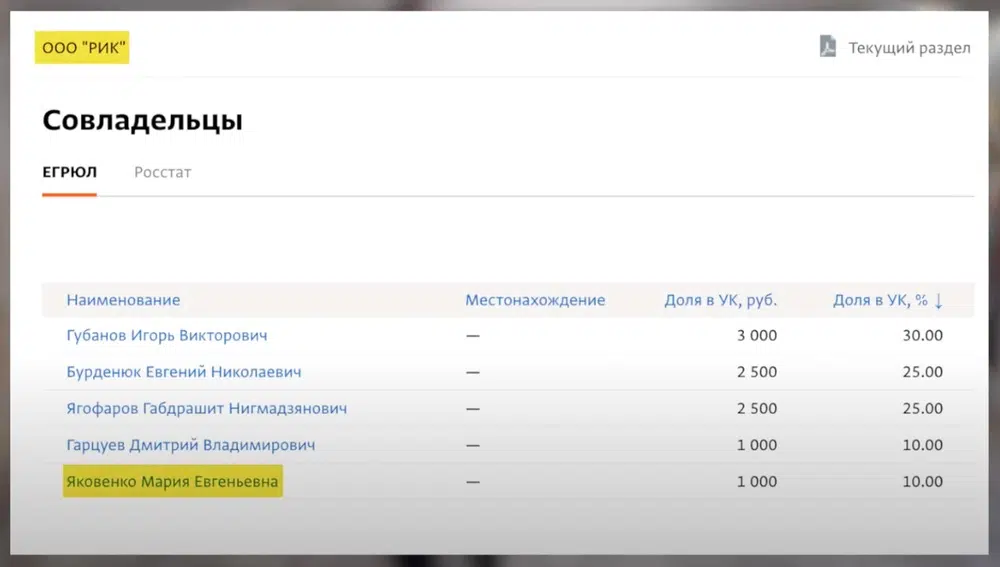 ООО "РИК"
Текущий раздел
Совладельцы
ЕГРЮЛ Росстат
Наименование Местонахождение Доля в УК, руб. Доля в УК, % ↓
Губанов Игорь Викторович — 3 000 30.00
Бурденюк Евгений Николаевич — 2 500 25.00
Ягофаров Габдрашит Нигмадзянович — 2 500 25.00
Гарцуев Дмитрий Владимирович — 1 000 10.00
Яковенко Мария Евгеньевна — 1 000 10.00